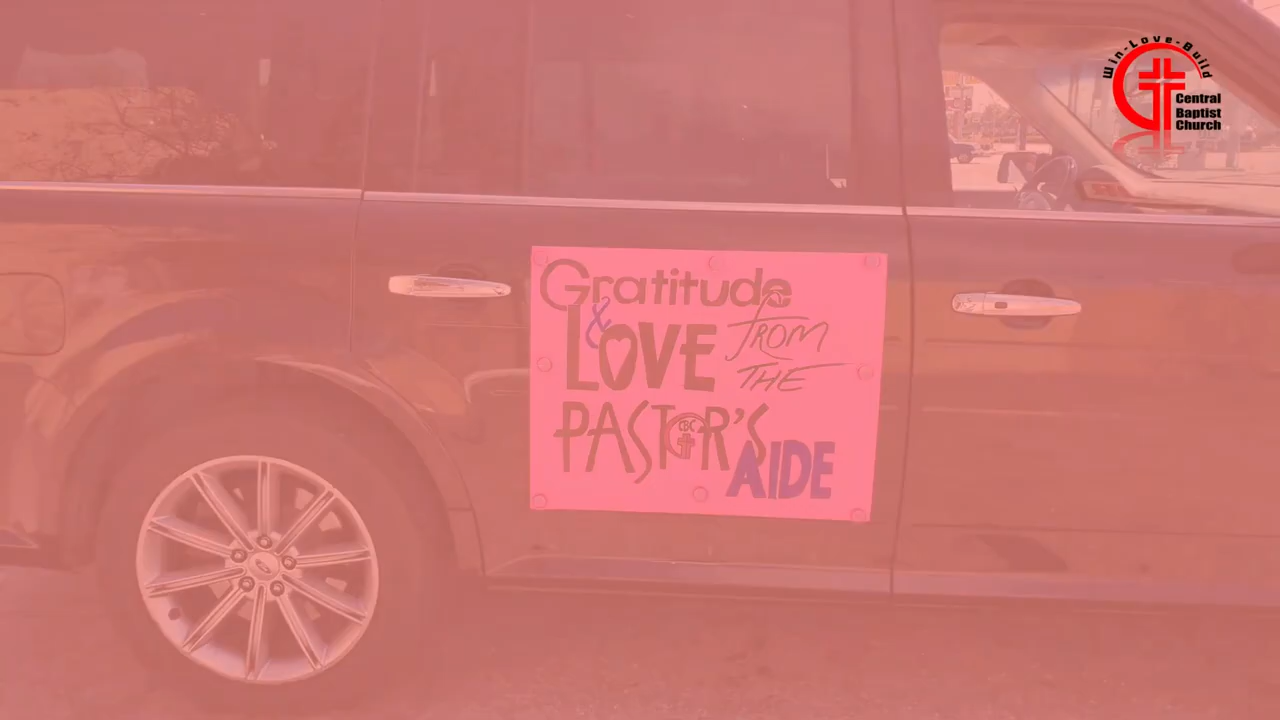 Win-Love-Build
Central
Baptist
Church
Gratitude
& LOVE FROM
THE
PASTOR'S
CBC
AIDE